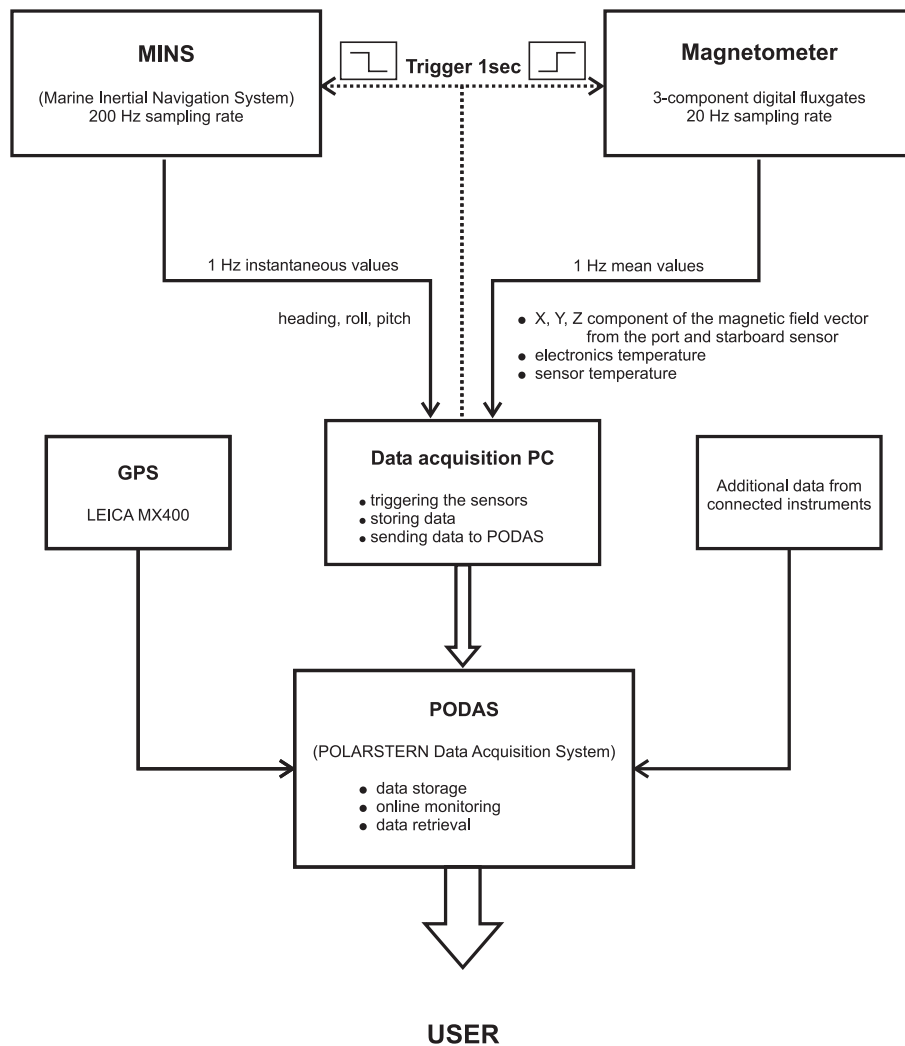 MINS
(Marine Inertial Navigation System)
200 Hz sampling rate
Trigger 1sec
Magnetometer
3-component digital fluxgates
20 Hz sampling rate
1 Hz instantaneous values
heading, roll, pitch
1 Hz mean values
● X, Y, Z component of the magnetic field vector
from the port and starboard sensor
● electronics temperature
● sensor temperature
GPS
LEICA MX400
Data acquisition PC
● triggering the sensors
● storing data
● sending data to PODAS
Additional data from
connected instruments
PODAS
(POLARSTERN Data Acquisition System)
● data storage
● online monitoring
● data retrieval
USER